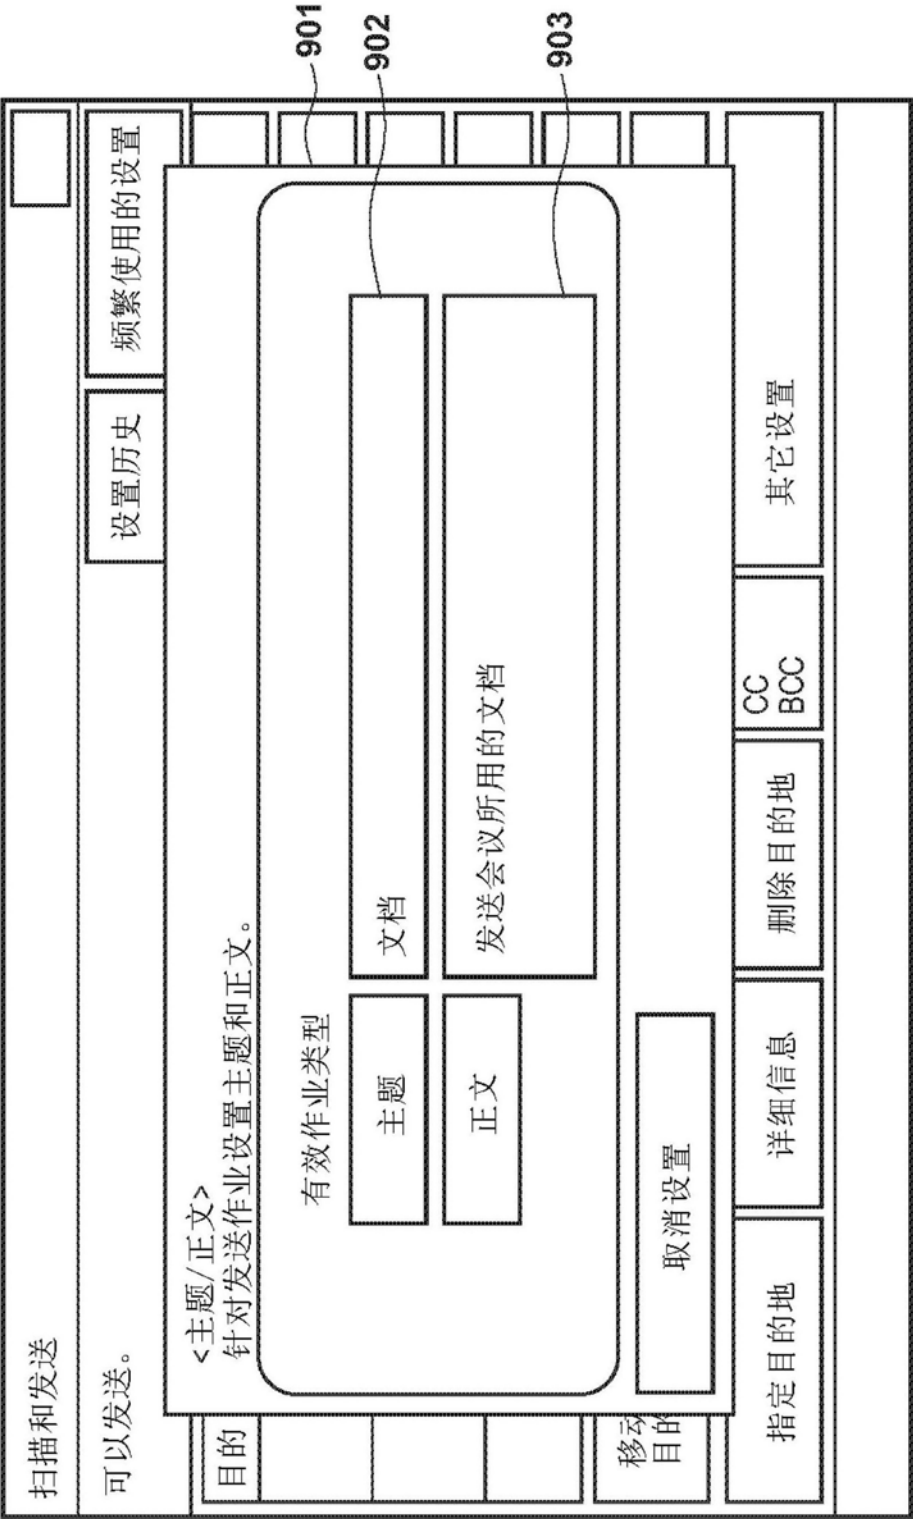 扫描和发送
可以发送。
设置历史
频繁使用的设置
目的
<主题/正文>
针对发送作业设置主题和正文。
901
有效作业类型
主题
文档
902
正文
发送会议所用的文档
903
取消设置
移动
目的
指定目的地
详细信息
删除目的地
CC
BCC
其它设置